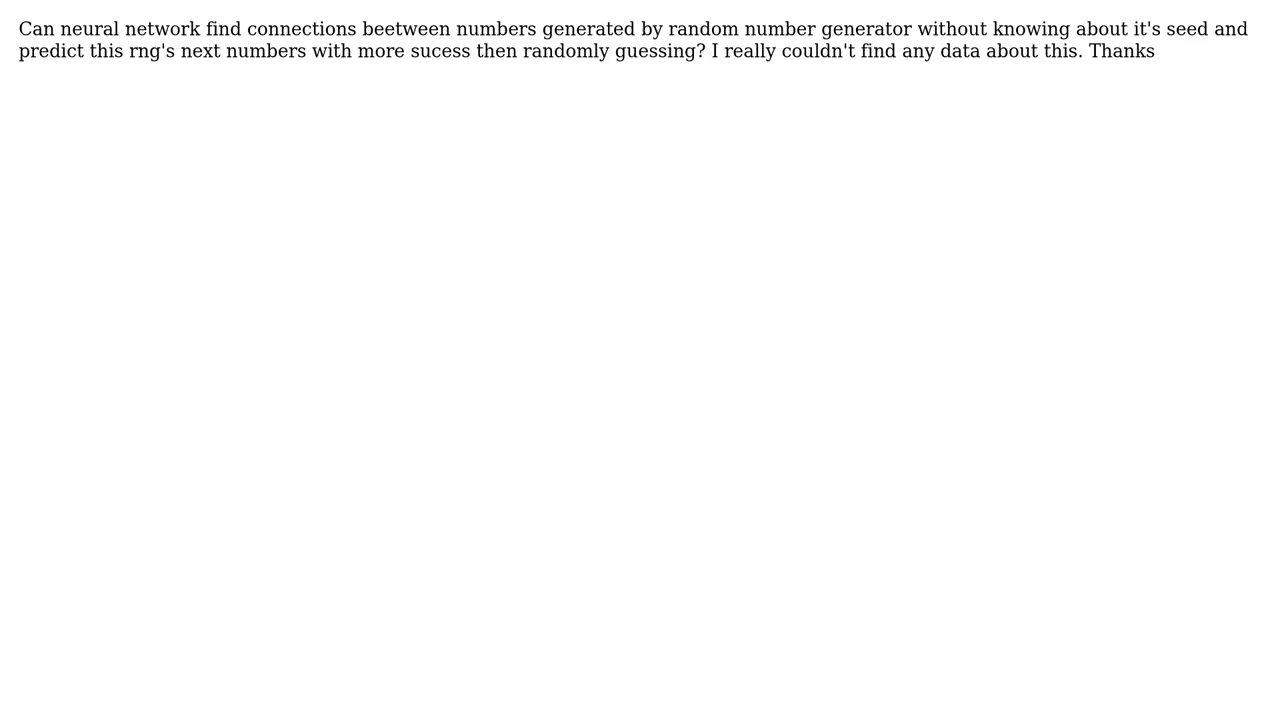 Can neural network find connections beetween numbers generated by random number generator without knowing about it's seed and
predict this rng's next numbers with more sucess then randomly guessing? I really couldn't find any data about this. Thanks